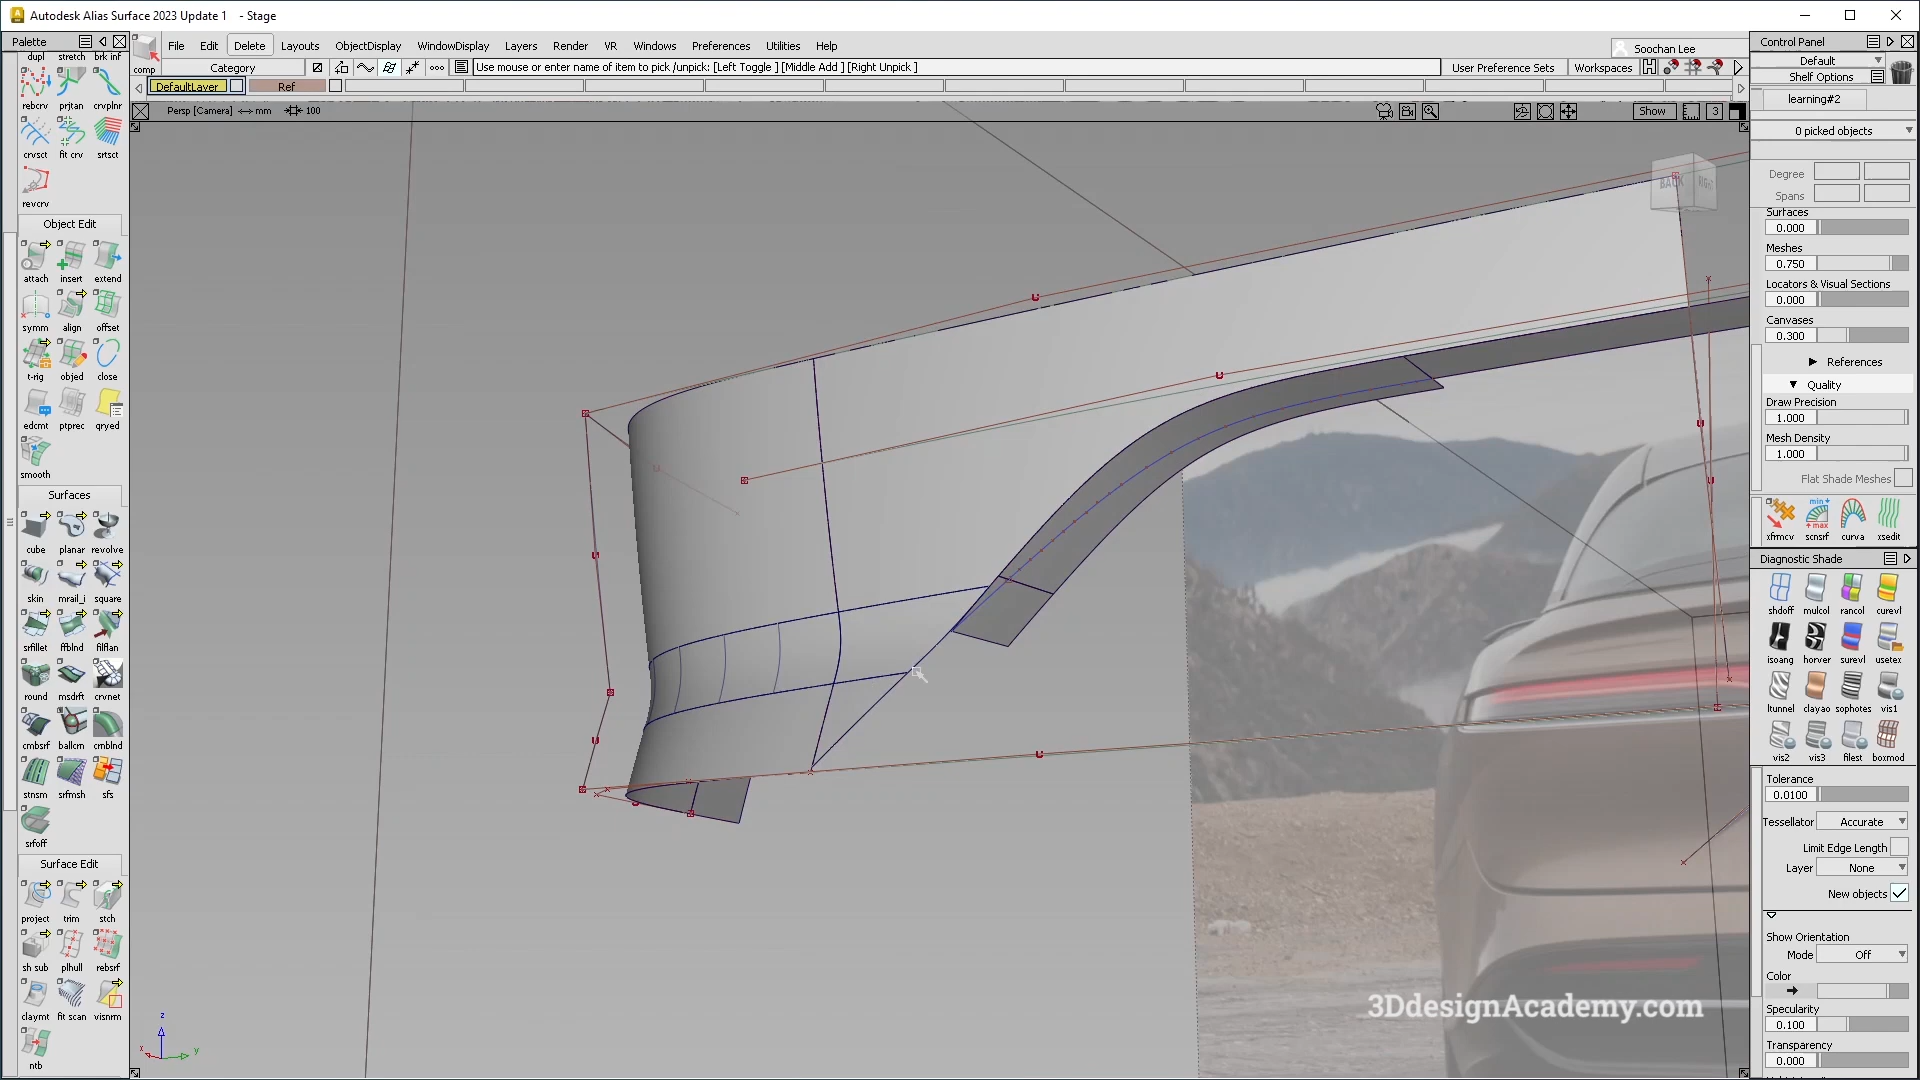 Autodesk Alias Surface 2023 Update 1 - Stage
Palette
File Edit Delete Layouts ObjectDisplay WindowDisplay Layers Render VR Windows Preferences Utilities Help
Soochan Lee
Control Panel
comp
Category
Use mouse or enter name of item to pick /unpick: [Left Toggle ] [Middle Add ] [Right Unpick ]
User Preference Sets
Workspaces
Default
Shelf Options
DefaultLayer
Ref
learning#2
Persp [Camera] <-> mm 100
Show
3
0 picked objects
dupl stretch brk inf
rebcrv prjtan crvplnr
crvsct fit crv srtsct
revcrv
Object Edit
attach insert extend
symm align offset
t-rig objed close
edcmt ptprec qryed
smooth
Surfaces
cube planar revolve
skin mrail_i square
srfillet ffblnd filflan
round msdrft crvnet
cmbsrf ballcrn crnblnd
stnsm srfmsh sfs
srfoff
Surface Edit
project trim stch
sh sub plhull rebsrf
claymt fit scan visnrm
ntb
BACK
z
x
y
3DdesignAcademy.com
Degree
Spans
Surfaces
0.000
Meshes
0.750
Locators & Visual Sections
0.000
Canvases
0.300
References
Quality
Draw Precision
1.000
Mesh Density
1.000
Flat Shade Meshes
min
max
xfrmcv scnsrf curva xsedit
Diagnostic Shade
shdoff mulcol rancol curevl
isoang horver surevl usetex
ltunnel clayao sophotes vis1
vis2 vis3 filest boxmod
Tolerance
0.0100
Tessellator Accurate
Limit Edge Length
Layer None
New objects
Show Orientation
Mode Off
Color
Specularity
0.100
Transparency
0.000